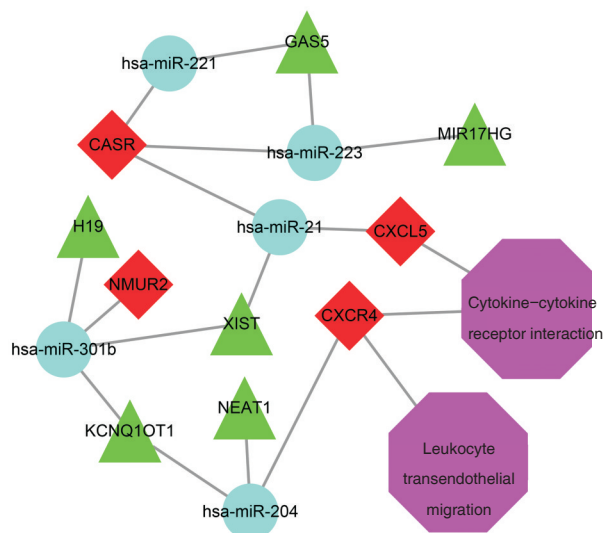 GAS5
hsa-miR-221
MIR17HG
CASR
hsa-miR-223
H19
hsa-miR-21
CXCL5
NMUR2
Cytokine−cytokine
receptor interaction
CXCR4
XIST
hsa-miR-301b
NEAT1
KCNQ1OT1
Leukocyte
transendothelial
migration
hsa-miR-204